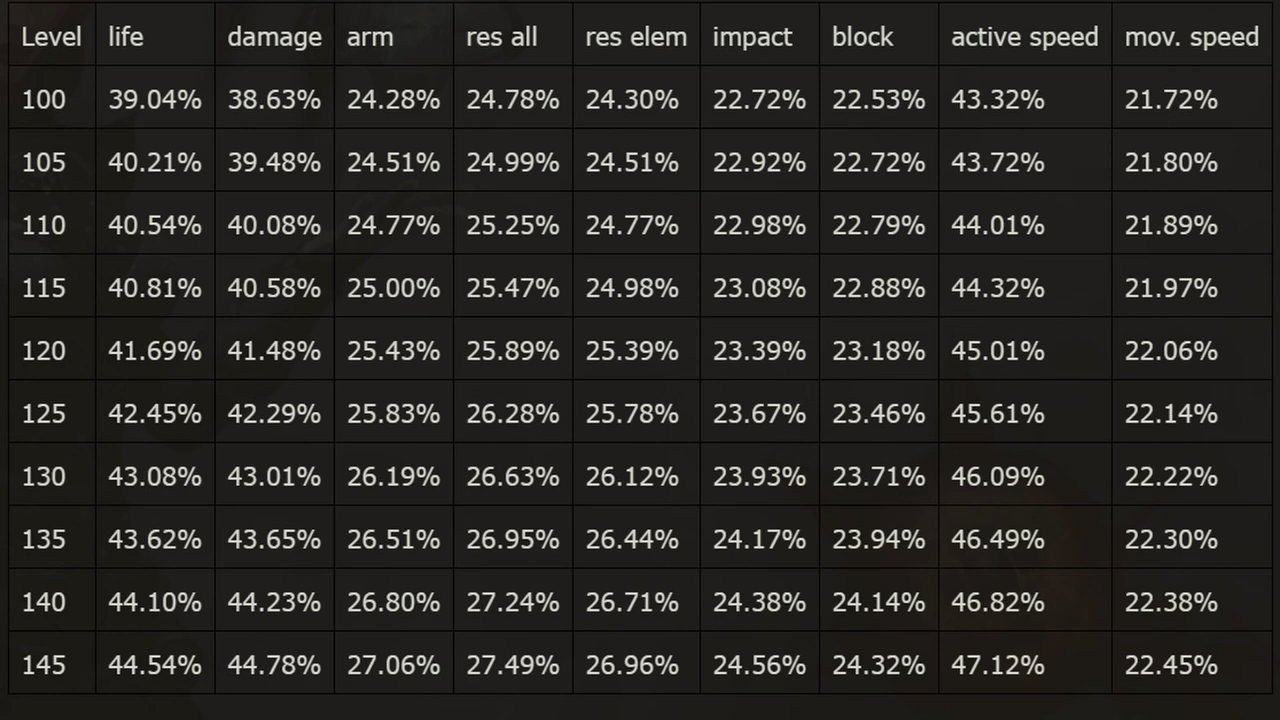 Level life damage arm res all res elem impact block active speed mov. speed
100 39.04% 38.63% 24.28% 24.78% 24.30% 22.72% 22.53% 43.32% 21.72%
105 40.21% 39.48% 24.51% 24.99% 24.51% 22.92% 22.72% 43.72% 21.80%
110 40.54% 40.08% 24.77% 25.25% 24.77% 22.98% 22.79% 44.01% 21.89%
115 40.81% 40.58% 25.00% 25.47% 24.98% 23.08% 22.88% 44.32% 21.97%
120 41.69% 41.48% 25.43% 25.89% 25.39% 23.39% 23.18% 45.01% 22.06%
125 42.45% 42.29% 25.83% 26.28% 25.78% 23.67% 23.46% 45.61% 22.14%
130 43.08% 43.01% 26.19% 26.63% 26.12% 23.93% 23.71% 46.09% 22.22%
135 43.62% 43.65% 26.51% 26.95% 26.44% 24.17% 23.94% 46.49% 22.30%
140 44.10% 44.23% 26.80% 27.24% 26.71% 24.38% 24.14% 46.82% 22.38%
145 44.54% 44.78% 27.06% 27.49% 26.96% 24.56% 24.32% 47.12% 22.45%